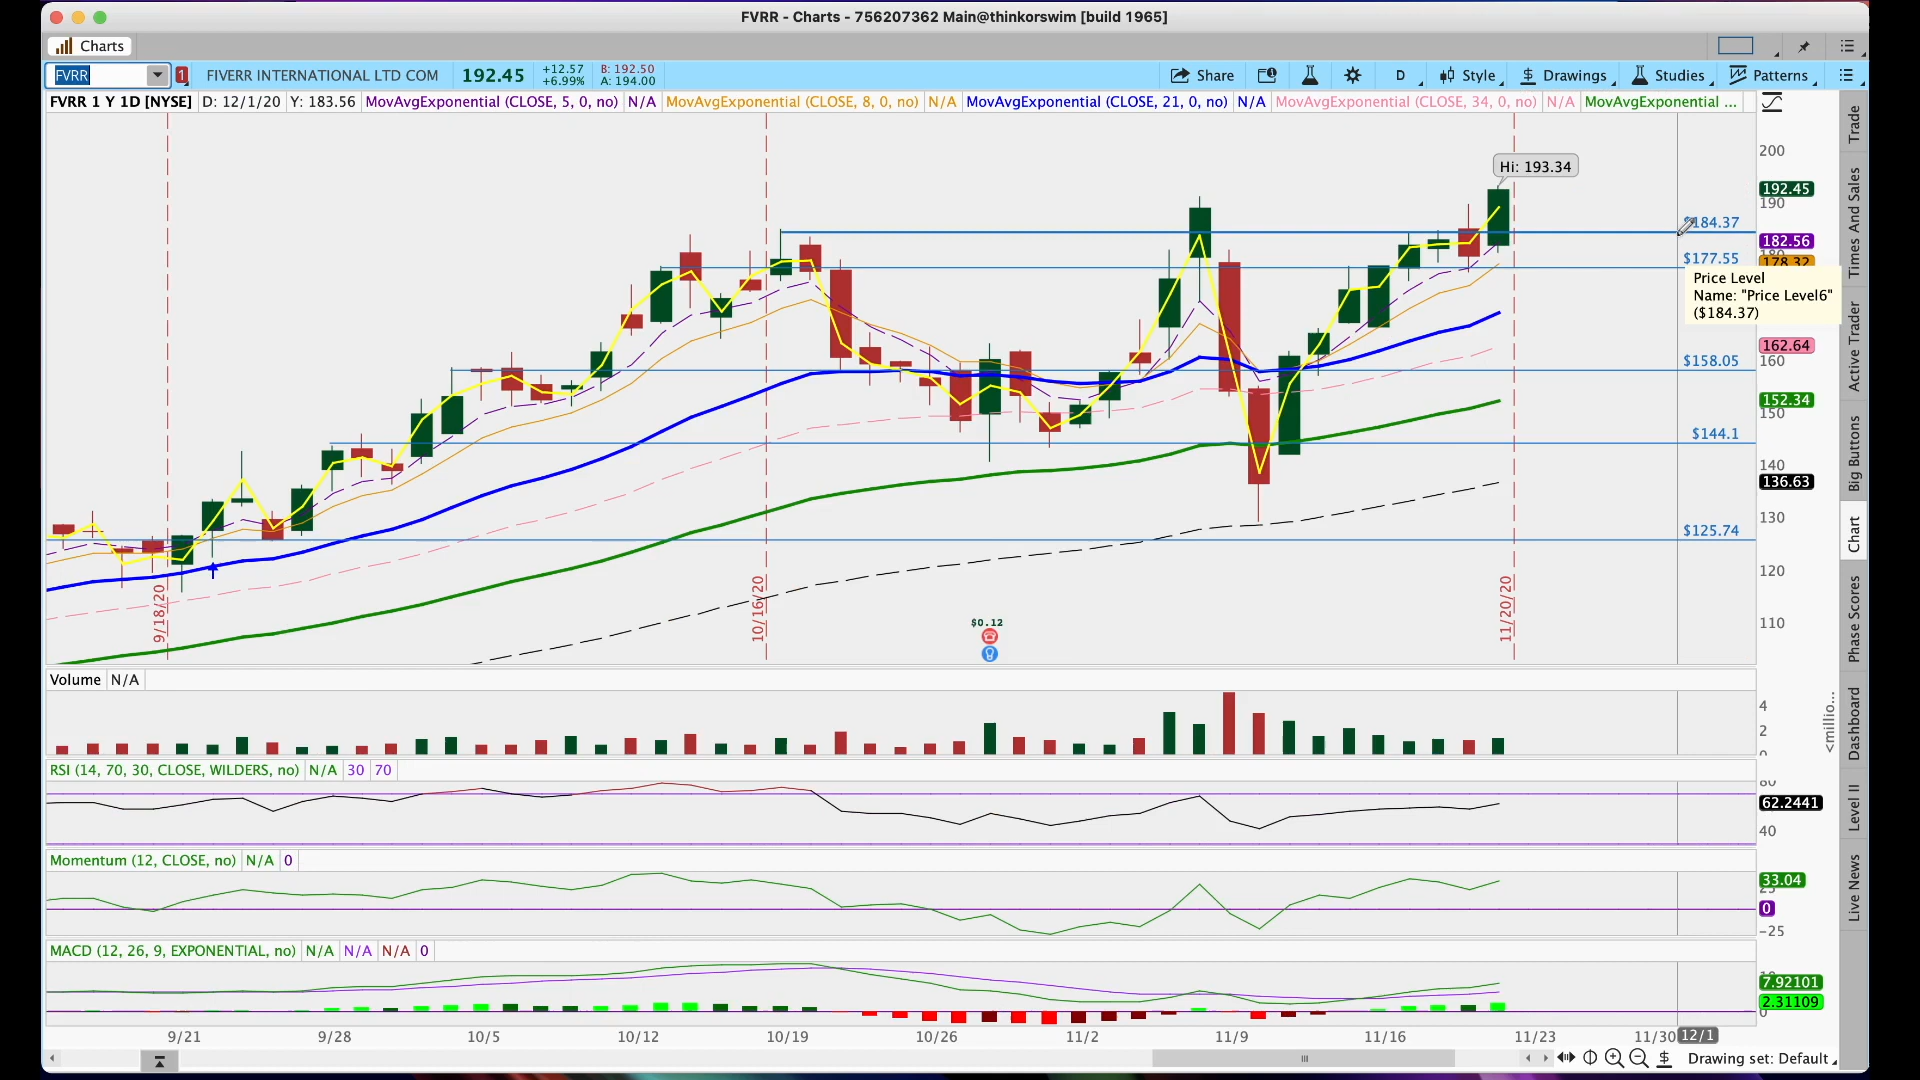 FVRR - Charts - 756207362 Main@thinkorswim [build 1965]
Charts
FVRR 1 FIVERR INTERNATIONAL LTD COM 192.45 +12.57 +6.99% B: 192.50 A: 194.00 Share D Style Drawings Studies Patterns
FVRR 1 Y 1D [NYSE] D: 12/1/20 Y: 183.56 MovAvgExponential (CLOSE, 5, 0, no) N/A MovAvgExponential (CLOSE, 8, 0, no) N/A MovAvgExponential (CLOSE, 21, 0, no) N/A MovAvgExponential (CLOSE, 34, 0, no) N/A MovAvgExponential ...
Hi: 193.34
200
192.45
190
$184.37
182.56
$177.55
178.32
Price Level
Name: "Price Level6"
($184.37)
162.64
160
$158.05
152.34
150
$144.1
140
136.63
130
$125.74
120
110
9/18/20
10/16/20
11/20/20
$0.12
Volume N/A
4
2
0
<millio...
RSI (14, 70, 30, CLOSE, WILDERS, no) N/A 30 70
80
62.2441
40
Momentum (12, CLOSE, no) N/A 0
33.04
25
0
-25
MACD (12, 26, 9, EXPONENTIAL, no) N/A N/A N/A 0
10
7.92101
2.31109
0
9/21 9/28 10/5 10/12 10/19 10/26 11/2 11/9 11/16 11/23 11/30 12/1
Drawing set: Default
Trade
Times And Sales
Active Trader
Big Buttons
Chart
Phase Scores
Dashboard
Level II
Live News